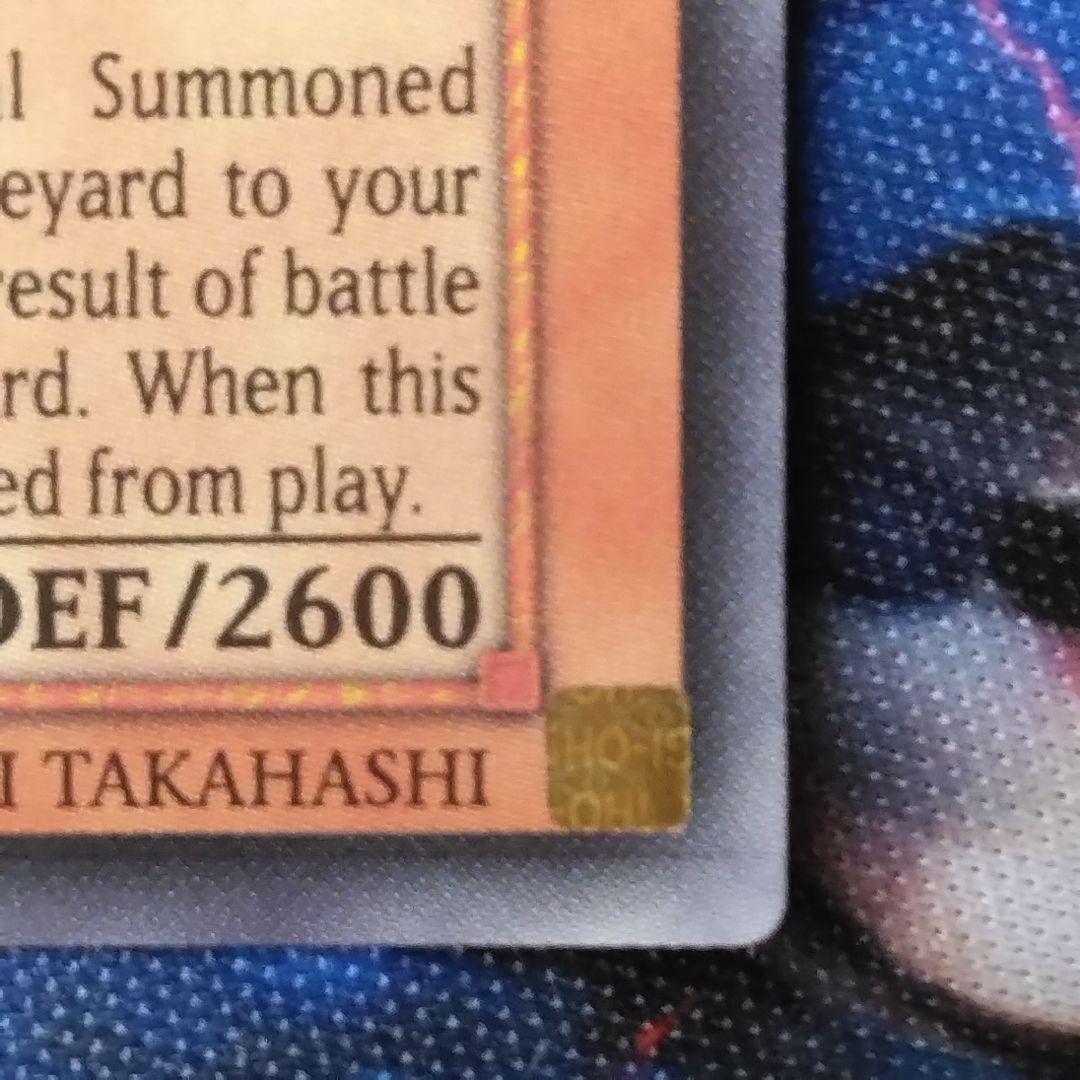 l Summoned
eyard to your
result of battle
rd. When this
ed from play.
DEF/2600
I TAKAHASHI